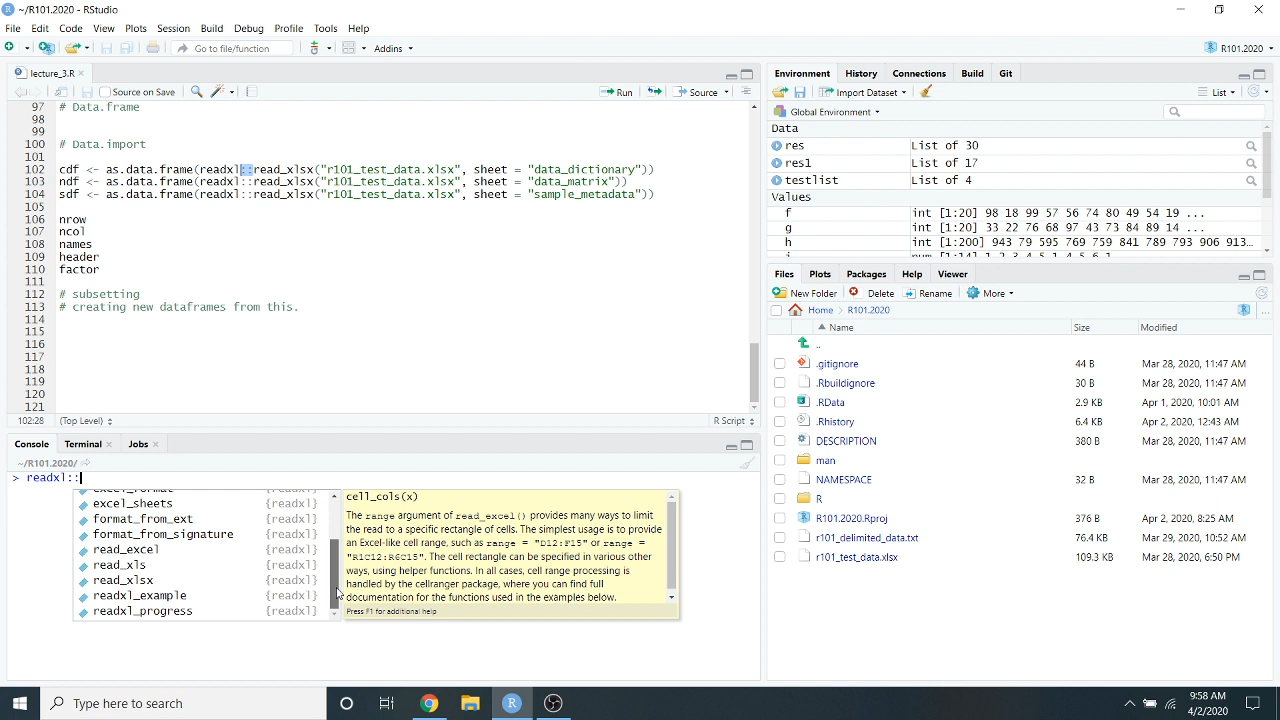 ~/R101.2020 - RStudio
File Edit Code View Plots Session Build Debug Profile Tools Help
Go to file/function Addins R101.2020
lecture_3.R
Source on Save Run Source
97 # Data.frame
98
99
100 # Data.import
101
102 cdf <- as.data.frame(readxl::read_xlsx("r101_test_data.xlsx", sheet = "data_dictionary"))
103 ndf <- as.data.frame(readxl::read_xlsx("r101_test_data.xlsx", sheet = "data_matrix"))
104 sdf <- as.data.frame(readxl::read_xlsx("r101_test_data.xlsx", sheet = "sample_metadata"))
105
106 nrow
107 ncol
108 names
109 header
110 factor
111
112 # subsetting
113 # creating new dataframes from this.
114
115
116
117
118
119
120
121
102:28 (Top Level) R Script
Console Terminal Jobs
~/R101.2020/
> readxl::
excel_format {readxl}
excel_sheets {readxl}
format_from_ext {readxl}
format_from_signature {readxl}
read_excel {readxl}
read_xls {readxl}
read_xlsx {readxl}
readxl_example {readxl}
readxl_progress {readxl}
cell_cols(x)
The range argument of read_excel() provides many ways to limit
the read to a specific rectangle of cells. The simplest usage is to provide
an Excel-like cell range, such as range = "D12:F15" or range =
"R1C12:R6C15". The cell rectangle can be specified in various other
ways, using helper functions. In all cases, cell range processing is
handled by the cellranger package, where you can find full
documentation for the functions used in the examples below.
Press F1 for additional help
Environment History Connections Build Git
Import Dataset List
Global Environment
Data
res List of 30
res1 List of 17
testlist List of 4
Values
f int [1:20] 98 18 99 57 56 74 80 49 54 19 ...
g int [1:20] 33 22 76 68 97 43 73 84 89 14 ...
h int [1:200] 943 79 595 769 759 841 789 793 906 913...
i num [1:14] 1 2 3 4 5 1 4 5 6 1
Files Plots Packages Help Viewer
New Folder Delete Rename More
Home R101.2020
Name Size Modified
..
.gitignore 44 B Mar 28, 2020, 11:47 AM
.Rbuildignore 30 B Mar 28, 2020, 11:47 AM
.RData 2.9 KB Apr 1, 2020, 10:01 AM
.Rhistory 6.4 KB Apr 2, 2020, 12:43 AM
DESCRIPTION 380 B Mar 28, 2020, 11:47 AM
man
NAMESPACE 32 B Mar 28, 2020, 11:47 AM
R
R101.2020.Rproj 376 B Apr 2, 2020, 8:25 AM
r101_delimited_data.txt 76.4 KB Mar 29, 2020, 10:52 AM
r101_test_data.xlsx 109.3 KB Mar 28, 2020, 6:50 PM
Type here to search
9:58 AM
4/2/2020